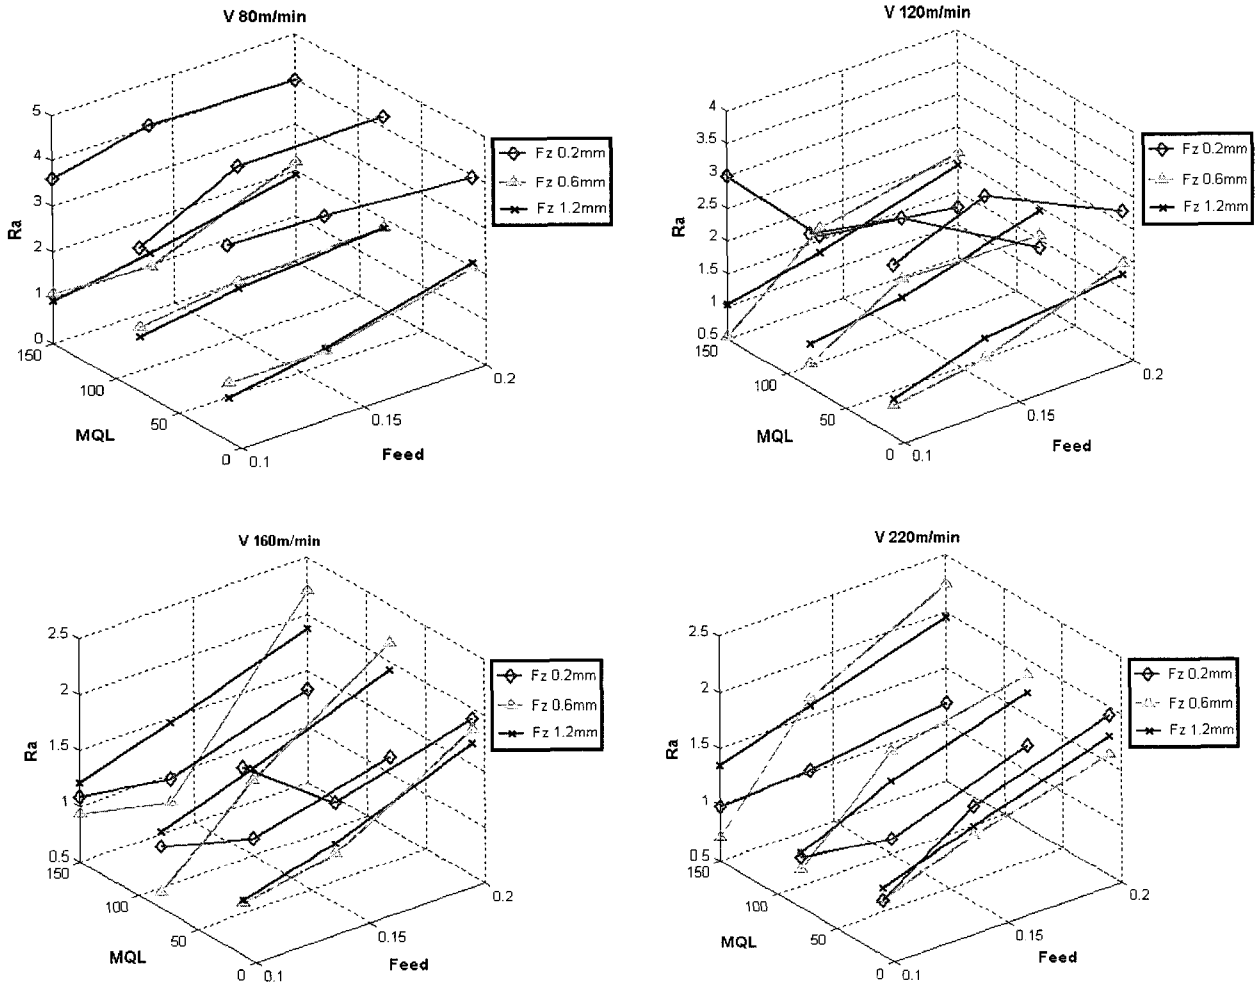 V 80m/min
5
4
3
2
1
0
Ra
150
100
50
0
MQL
0.1
0.15
0.2
Feed
Fz 0.2mm
Fz 0.6mm
Fz 1.2mm
V 120m/min
4
3.5
3
2.5
2
1.5
1
0.5
Ra
150
100
50
0
MQL
0.1
0.15
0.2
Feed
Fz 0.2mm
Fz 0.6mm
Fz 1.2mm
V 160m/min
2.5
2
1.5
1
0.5
Ra
150
100
50
0
MQL
0.1
0.15
0.2
Feed
Fz 0.2mm
Fz 0.6mm
Fz 1.2mm
V 220m/min
2.5
2
1.5
1
0.5
Ra
150
100
50
0
MQL
0.1
0.15
0.2
Feed
Fz 0.2mm
Fz 0.6mm
Fz 1.2mm